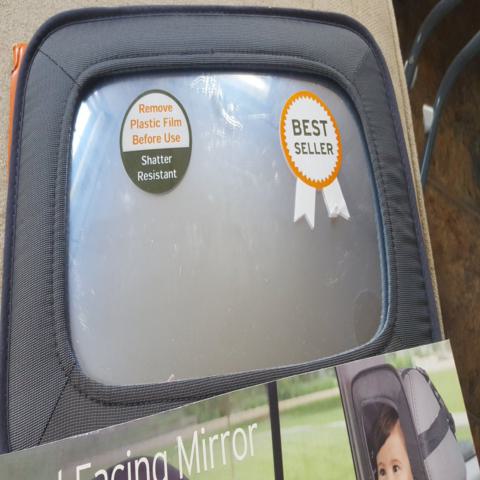 Remove
Plastic Film
Before Use
Shatter
Resistant
BEST
SELLER
Facing Mirror